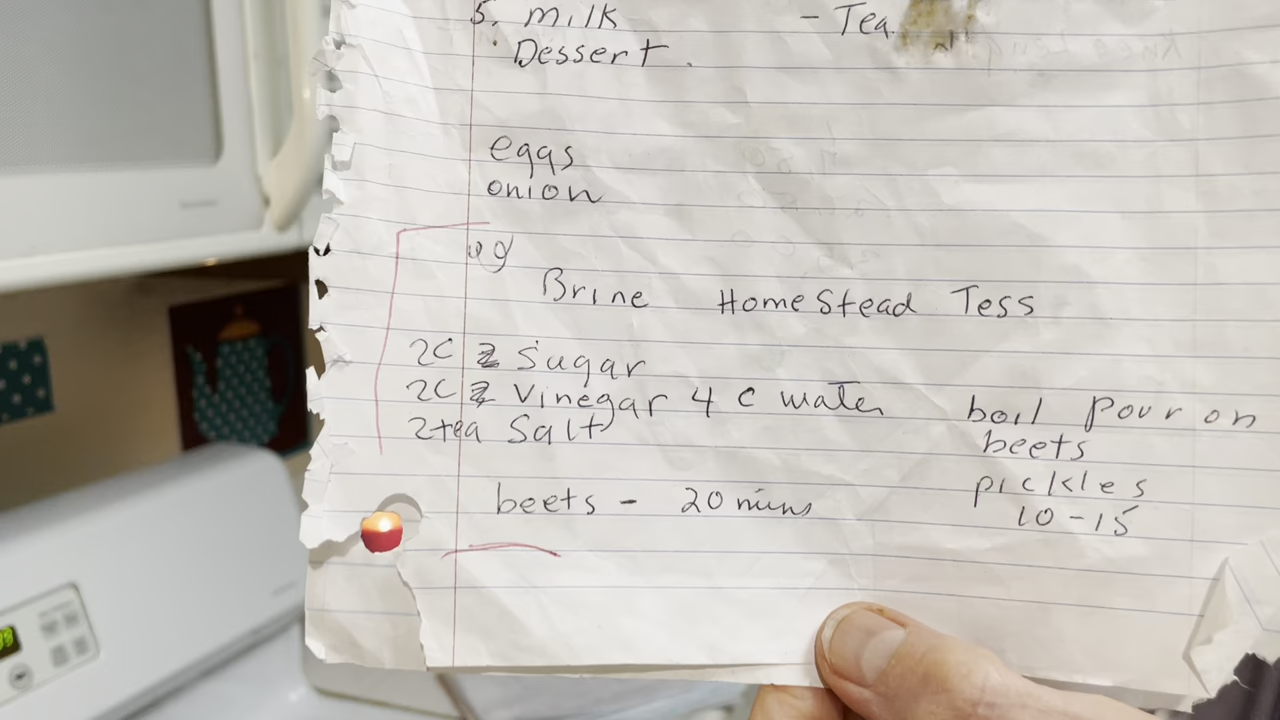 5. milk - Tea
Dessert.
eggs
onion
Brine HomeStead Tess
2C Sugar
2C Vinegar 4 C water boil pour on
2tea Salt beets
pickles
beets - 20 mins 10-15